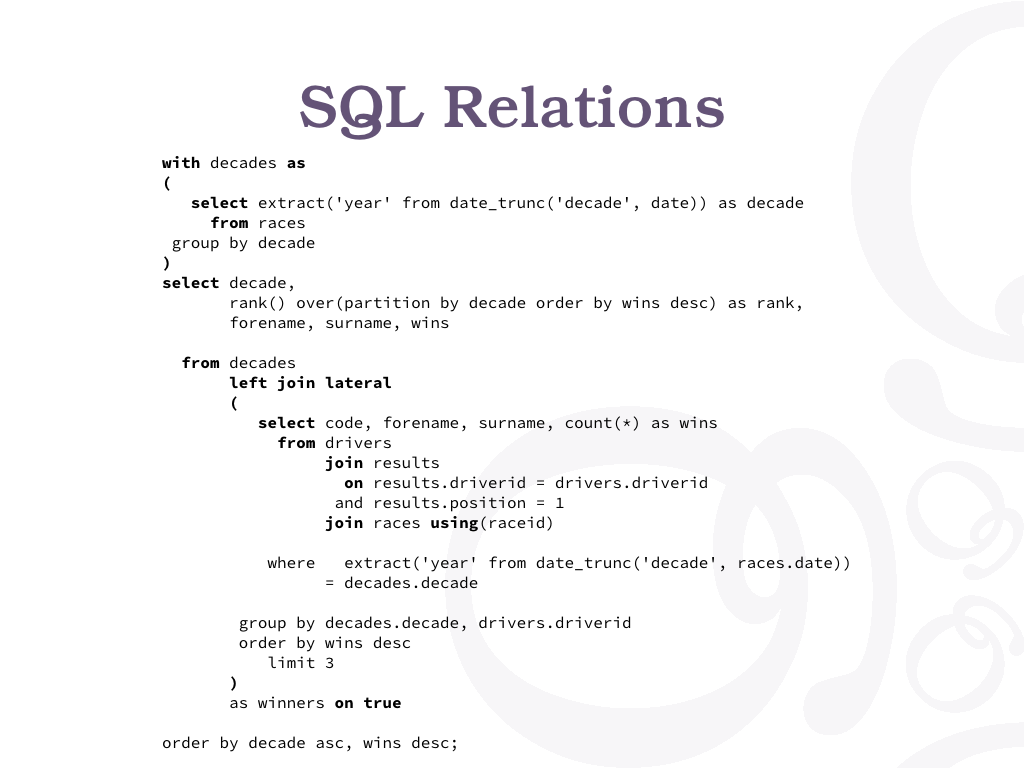 SQL Relations
with decades as
(
   select extract('year' from date_trunc('decade', date)) as decade
     from races
 group by decade
)
select decade,
       rank() over(partition by decade order by wins desc) as rank,
       forename, surname, wins
  from decades
       left join lateral
       (
          select code, forename, surname, count(*) as wins
            from drivers
                 join results
                   on results.driverid = drivers.driverid
                  and results.position = 1
                 join races using(raceid)
           where   extract('year' from date_trunc('decade', races.date))
                 = decades.decade
        group by decades.decade, drivers.driverid
        order by wins desc
           limit 3
       )
       as winners on true
order by decade asc, wins desc;